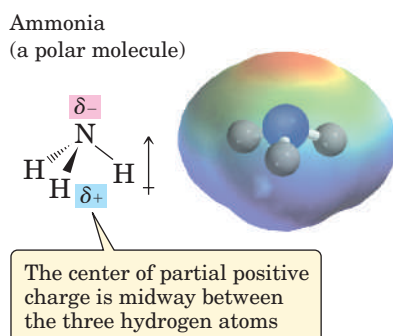 Ammonia
(a polar molecule)
δ−
N
H
H
H
δ+
The center of partial positive
charge is midway between
the three hydrogen atoms